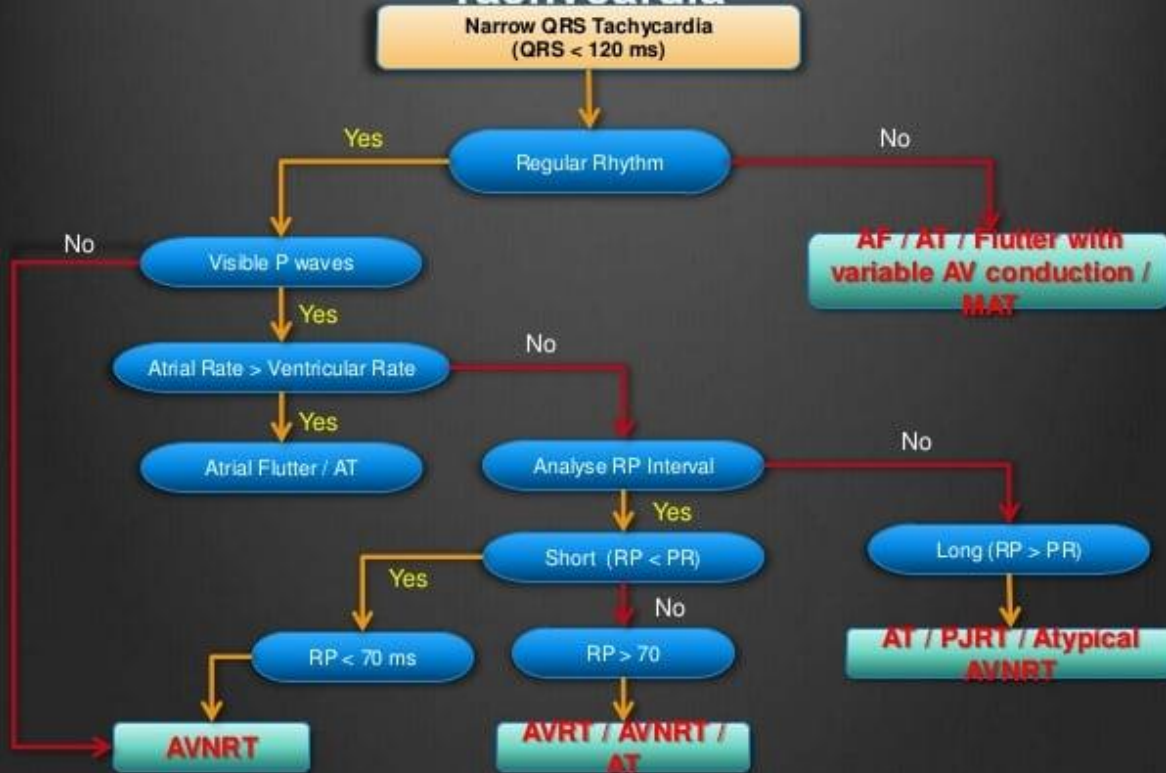 Tachycardia
Narrow QRS Tachycardia
(QRS < 120 ms)
Yes
Regular Rhythm
No
No
Visible P waves
AF / AT / Flutter with
variable AV conduction /
MAT
Yes
Atrial Rate > Ventricular Rate
No
Yes
Atrial Flutter / AT
Analyse RP Interval
No
Yes
Short (RP < PR)
Long (RP > PR)
Yes
No
RP < 70 ms
RP > 70
AT / PJRT / Atypical
AVNRT
AVNRT
AVRT / AVNRT /
AT